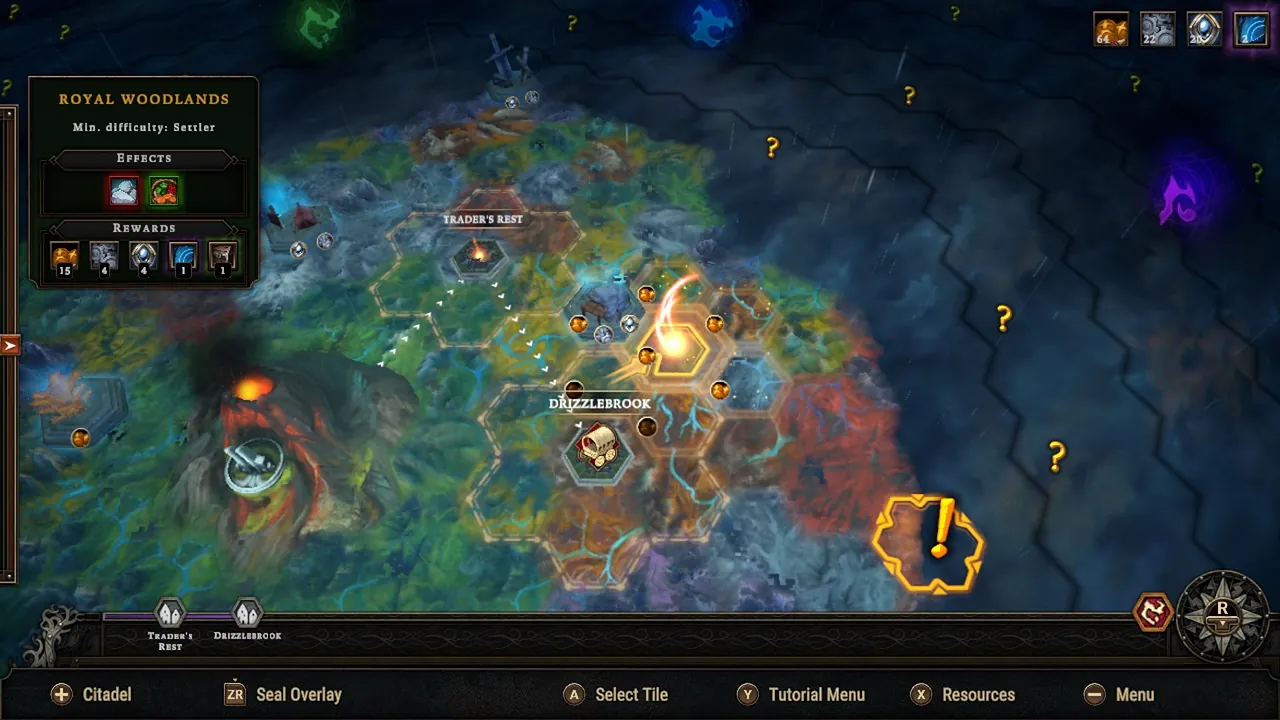 64
22
20
2
ROYAL WOODLANDS
Min. difficulty: Settler
EFFECTS
REWARDS
15
4
4
1
1
TRADER'S REST
DRIZZLEBROOK
TRADER'S
REST
DRIZZLEBROOK
R
+ Citadel
ZR Seal Overlay
A Select Tile
Y Tutorial Menu
X Resources
− Menu